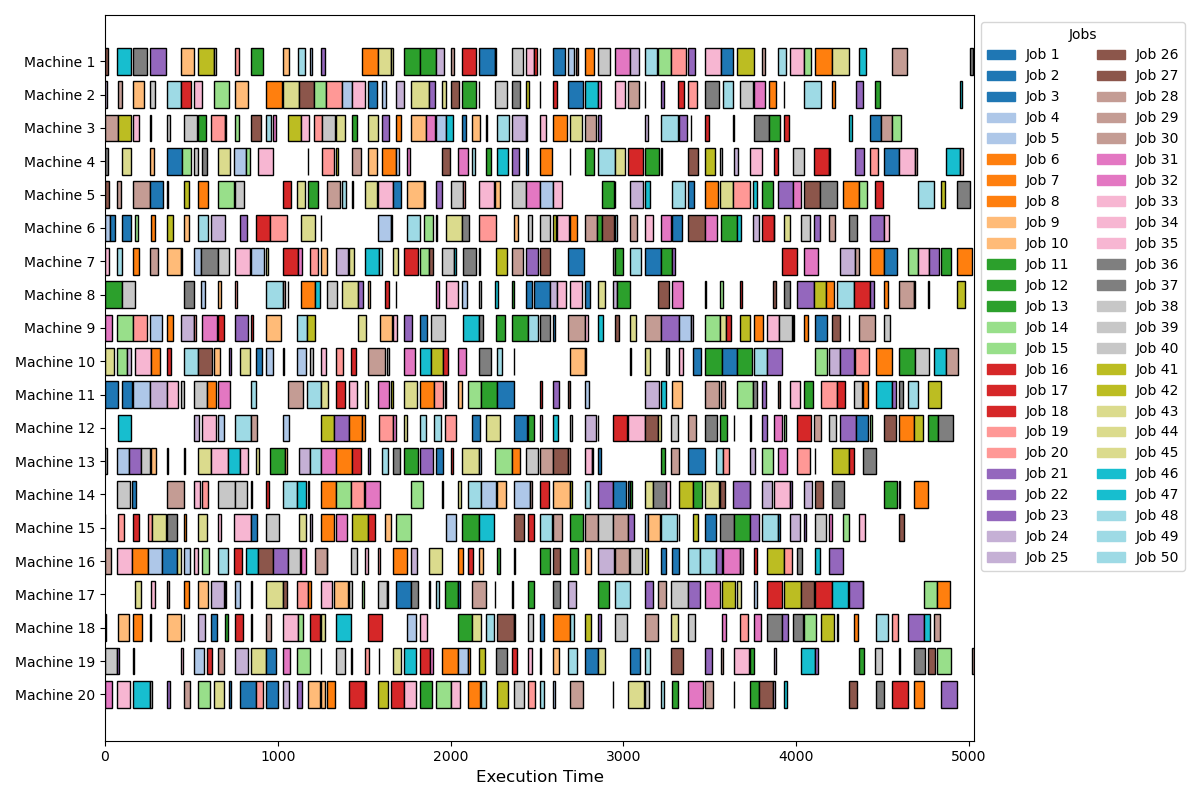 Machine 1
Machine 2
Machine 3
Machine 4
Machine 5
Machine 6
Machine 7
Machine 8
Machine 9
Machine 10
Machine 11
Machine 12
Machine 13
Machine 14
Machine 15
Machine 16
Machine 17
Machine 18
Machine 19
Machine 20
0 1000 2000 3000 4000 5000
Execution Time
Jobs
Job 1
Job 2
Job 3
Job 4
Job 5
Job 6
Job 7
Job 8
Job 9
Job 10
Job 11
Job 12
Job 13
Job 14
Job 15
Job 16
Job 17
Job 18
Job 19
Job 20
Job 21
Job 22
Job 23
Job 24
Job 25
Job 26
Job 27
Job 28
Job 29
Job 30
Job 31
Job 32
Job 33
Job 34
Job 35
Job 36
Job 37
Job 38
Job 39
Job 40
Job 41
Job 42
Job 43
Job 44
Job 45
Job 46
Job 47
Job 48
Job 49
Job 50